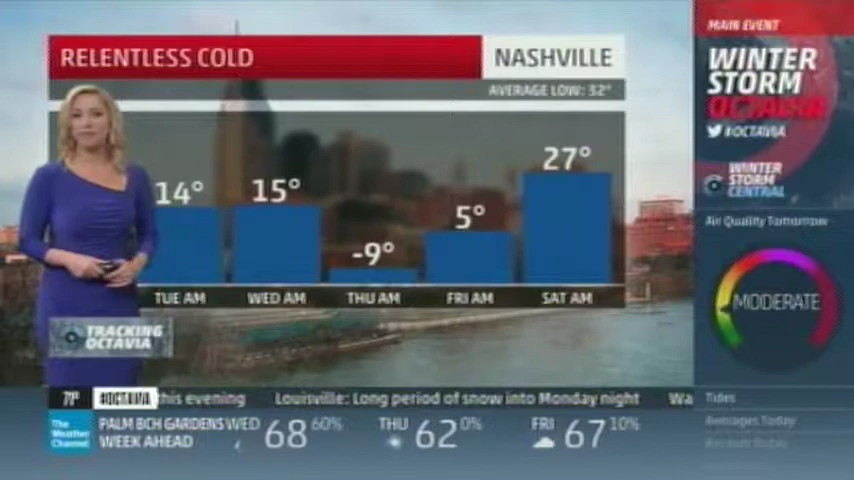 RELENTLESS COLD
NASHVILLE
AVERAGE LOW: 32°
14°
15°
-9°
5°
27°
TUE AM
WED AM
THU AM
FRI AM
SAT AM
TRACKING
OCTAVIA
MAIN EVENT
WINTER
STORM
OCTAVIA
#OCTAVIA
WINTER
STORM
CENTRAL
Air Quality Tomorrow
MODERATE
Tides
#OCTAVIA
this evening Louisville: Long period of snow into Monday night Wa
The
Weather
Channel
PALM BCH GARDENS
WEEK AHEAD
WED 68 60%
THU 62 0%
FRI 67 10%